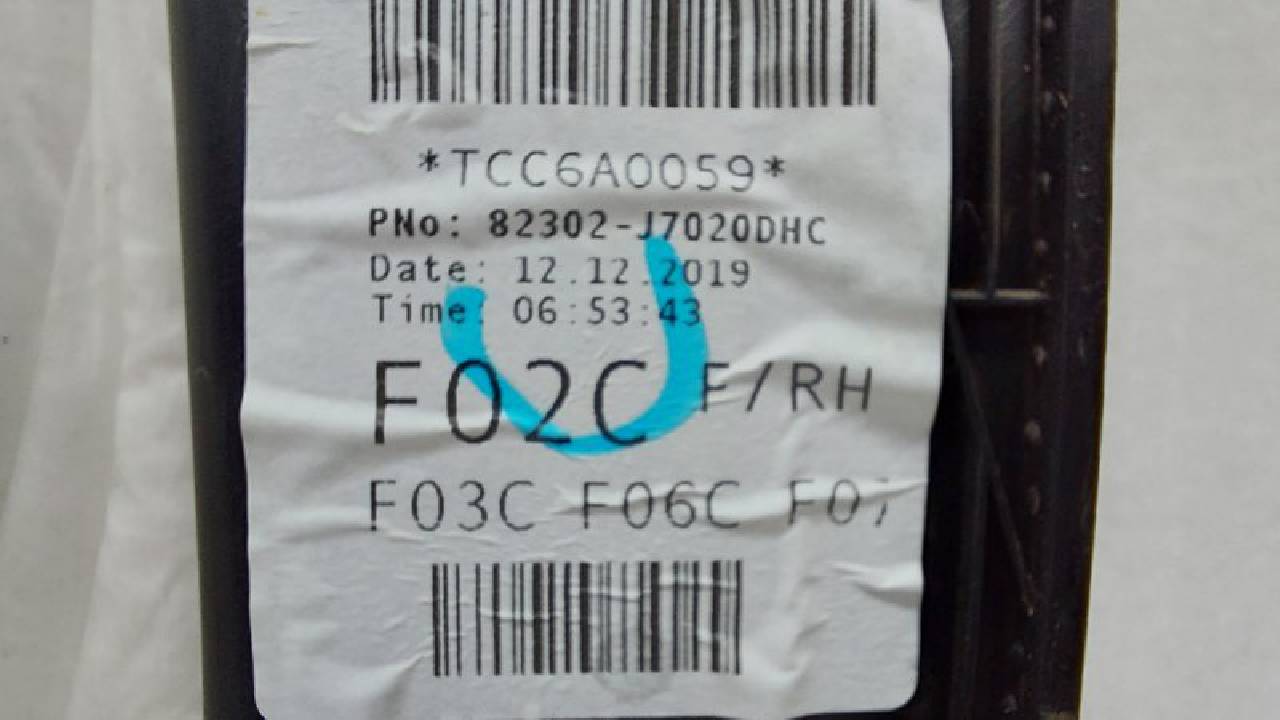 *TCC6A0059*
PNo: 82302-J7020DHC
Date: 12.12.2019
Time: 06:53:43
F02C F/RH
F03C F06C